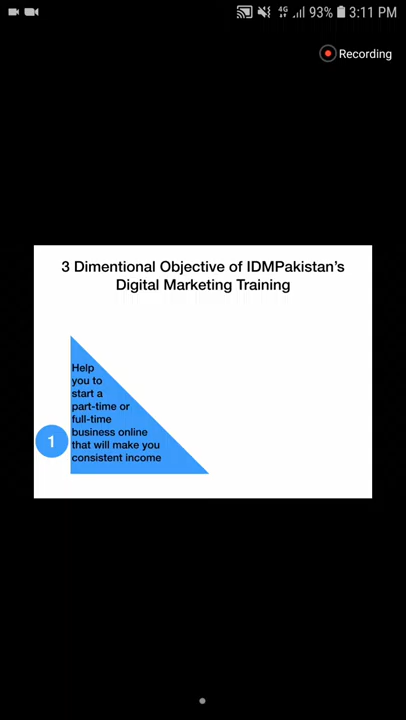 4G 93% 3:11 PM
Recording
3 Dimentional Objective of IDMPakistan's
Digital Marketing Training
Help
you to
start a
part-time or
full-time
business online
that will make you
consistent income
1